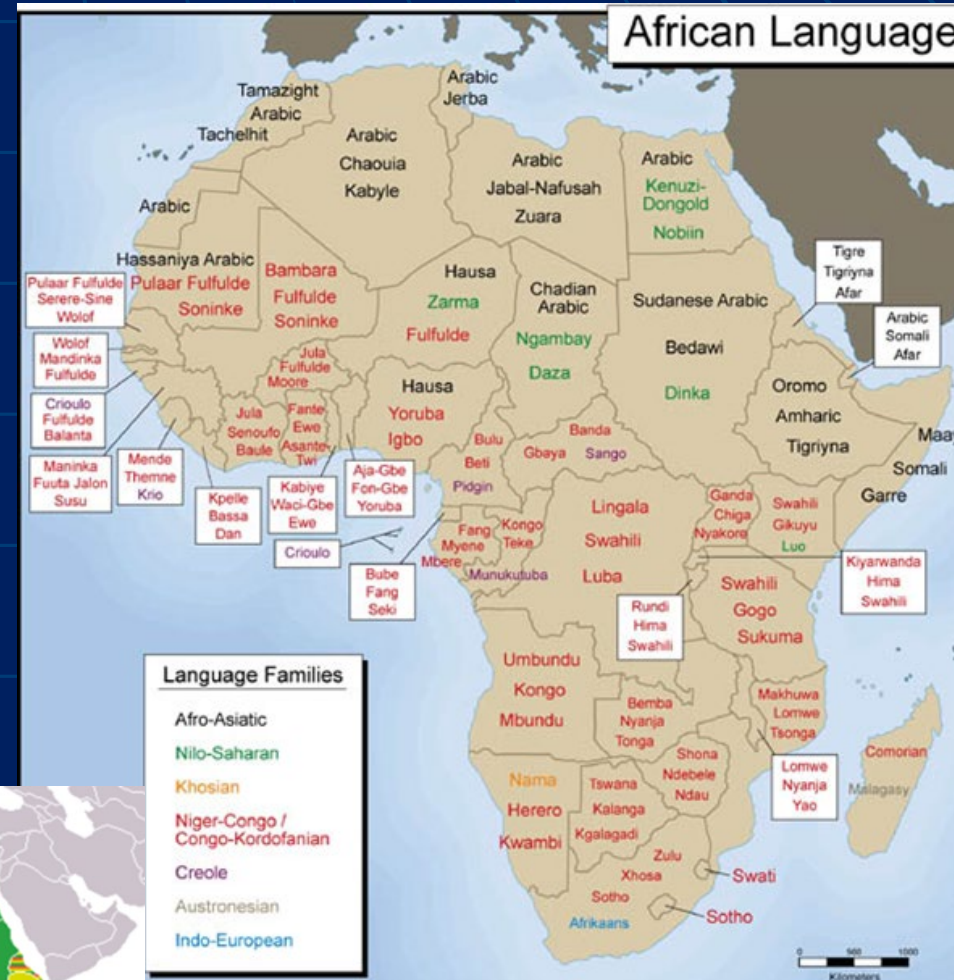 African Language
Tamazight
Arabic
Tachelhit
Arabic
Jerba
Arabic
Chaouia
Kabyle
Arabic
Jabal-Nafusah
Zuara
Arabic
Kenuzi-
Dongold
Nobiin
Arabic
Hassaniya Arabic
Pulaar Fulfulde
Soninke
Bambara
Fulfulde
Soninke
Hausa
Zarma
Fulfulde
Chadian
Arabic
Ngambay
Daza
Sudanese Arabic
Bedawi
Dinka
Tigre
Tigriyna
Afar
Arabic
Somali
Afar
Pulaar Fulfulde
Serere-Sine
Wolof
Wolof
Mandinka
Fulfulde
Crioulo
Fulfulde
Balanta
Maninka
Fuuta Jalon
Susu
Mende
Themne
Krio
Kpelle
Bassa
Dan
Jula
Senoufo
Baule
Jula
Fulfulde
Moore
Fante
Ewe
Asante-
Twi
Kabiye
Waci-Gbe
Ewe
Aja-Gbe
Fon-Gbe
Yoruba
Hausa
Yoruba
Igbo
Bulu
Beti
Pidgin
Banda
Gbaya
Sango
Oromo
Amharic
Tigriyna
Maay
Somali
Garre
Crioulo
Bube
Fang
Seki
Fang
Myene
Mbere
Kongo
Teke
Munukutuba
Lingala
Swahili
Luba
Ganda
Chiga
Nyakore
Swahili
Gikuyu
Luo
Kiyarwanda
Hima
Swahili
Rundi
Hima
Swahili
Swahili
Gogo
Sukuma
Umbundu
Kongo
Mbundu
Bemba
Nyanja
Tonga
Makhuwa
Lomwe
Tsonga
Lomwe
Nyanja
Yao
Shona
Ndebele
Ndau
Comorian
Malagasy
Nama
Herero
Kwambi
Tswana
Kalanga
Kgalagadi
Zulu
Xhosa
Sotho
Afrikaans
Swati
Sotho
Language Families
Afro-Asiatic
Nilo-Saharan
Khosian
Niger-Congo /
Congo-Kordofanian
Creole
Austronesian
Indo-European
0 500 1000
Kilometers